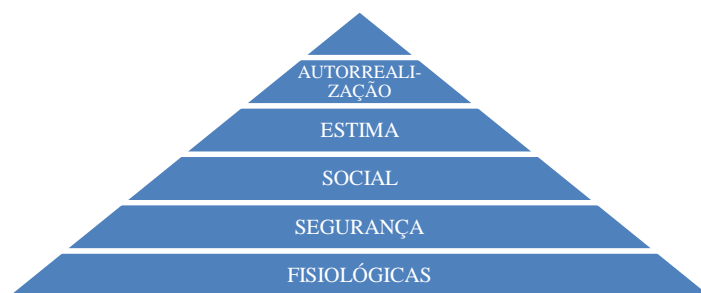 AUTORREALI-
ZAÇÃO
ESTIMA
SOCIAL
SEGURANÇA
FISIOLÓGICAS